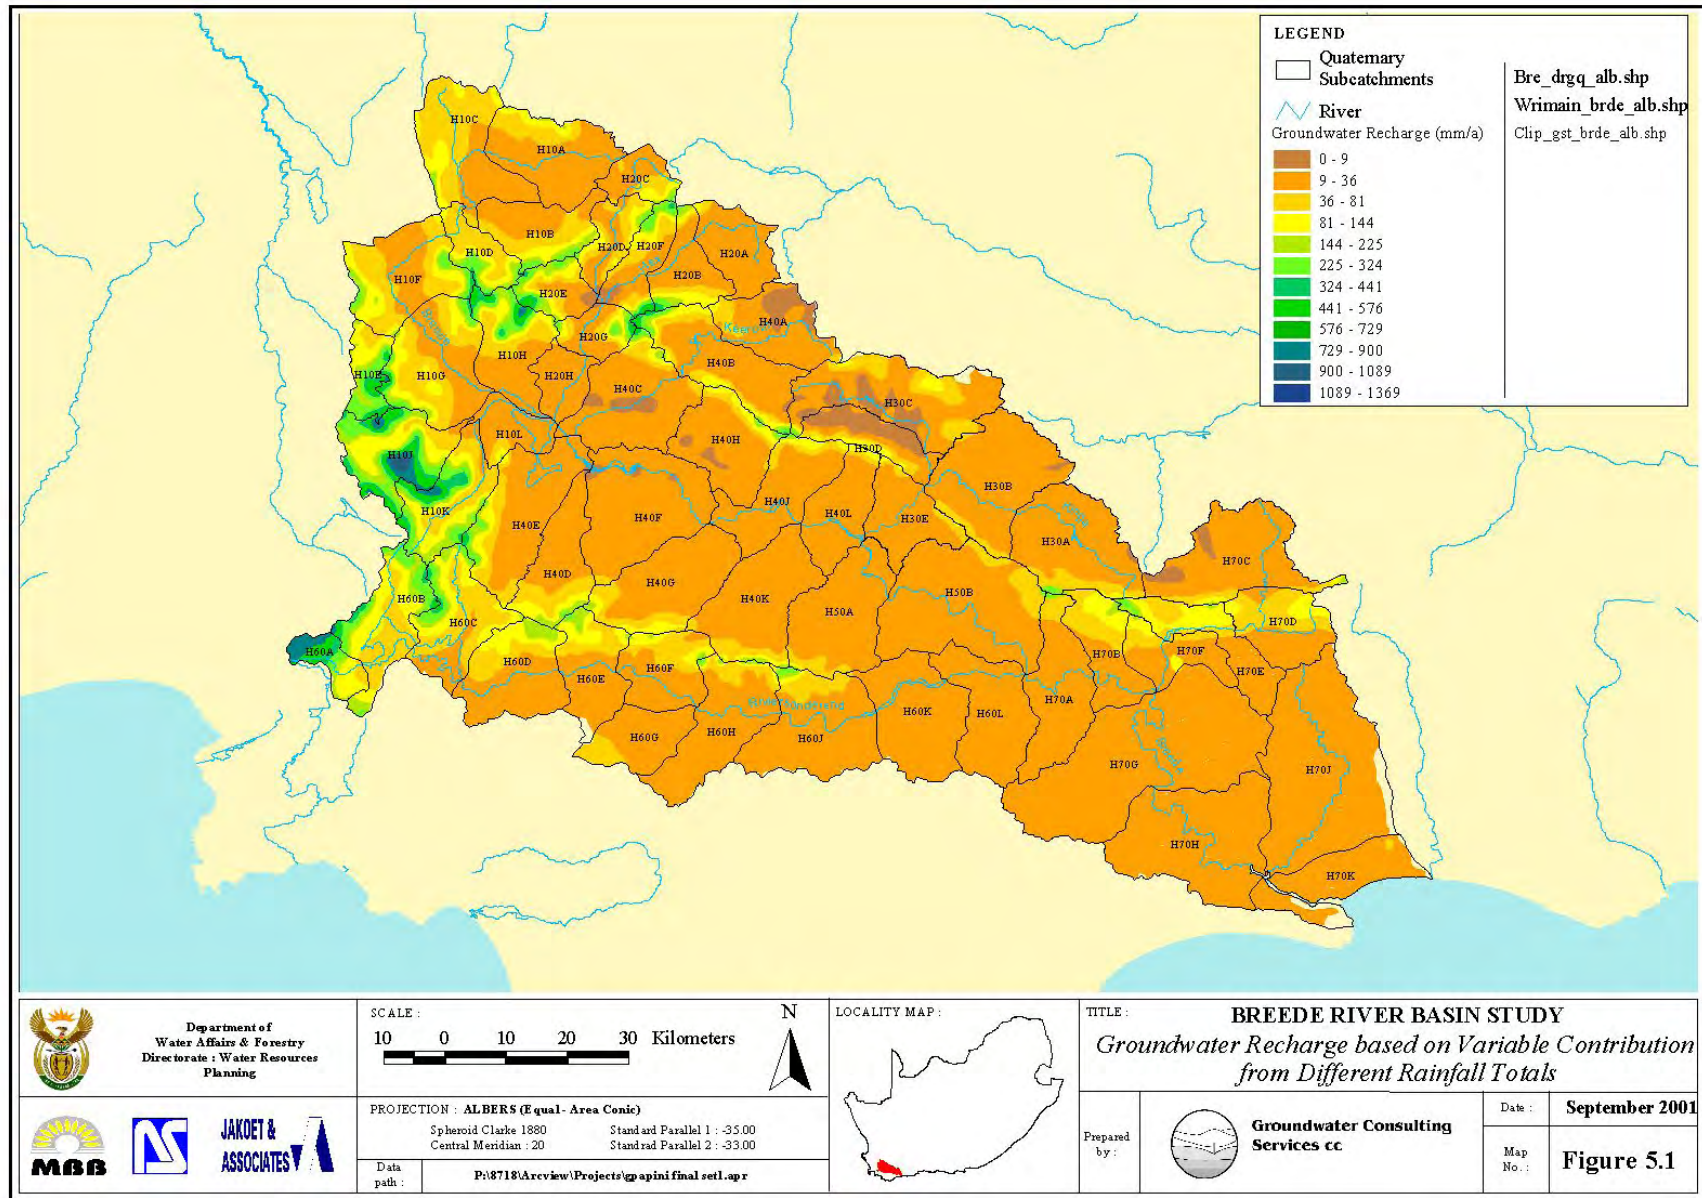 LEGEND
Quaternary
Subcatchments
River
Groundwater Recharge (mm/a)
0 - 9
9 - 36
36 - 81
81 - 144
144 - 225
225 - 324
324 - 441
441 - 576
576 - 729
729 - 900
900 - 1089
1089 - 1369
Bre_drgq_alb.shp
Wrimain_brde_alb.shp
Clip_gst_brde_alb.shp
H10C
H10A
H20C
H10B
H10D
H20D
H20F
H20A
H10F
H20B
H20E
H40A
Breede
Keerom
H20G
H10H
H40B
H10E
H10G
H20H
H40C
H30C
H10L
H40H
H30D
H10J
H30B
H10K
H40E
H40F
H40J
H40L
H30E
H30A
H70C
H40D
H40G
H60B
H40K
H50A
H50B
H60C
H70D
H60A
H60D
H60E
H60F
H70B
H70F
H70E
H70A
Riviersonderend
H60K
H60L
H60G
H60H
H60J
Breede
H70G
H70J
H70H
H70K
Department of
Water Affairs & Forestry
Directorate : Water Resources
Planning
MBB
JAKOET &
ASSOCIATES
SCALE :
10 0 10 20 30 Kilometers
N
PROJECTION : ALBERS (Equal - Area Conic)
Spheroid Clarke 1880 Standard Parallel 1 : -35.00
Central Meridian : 20 Standrad Parallel 2 : -33.00
Data
path :
P:\8718\Arcview\Projects\gpapini final set1.apr
LOCALITY MAP :
TITLE :
BREEDE RIVER BASIN STUDY
Groundwater Recharge based on Variable Contribution
from Different Rainfall Totals
Prepared
by :
Groundwater Consulting
Services cc
Date :
September 2001
Map
No. :
Figure 5.1